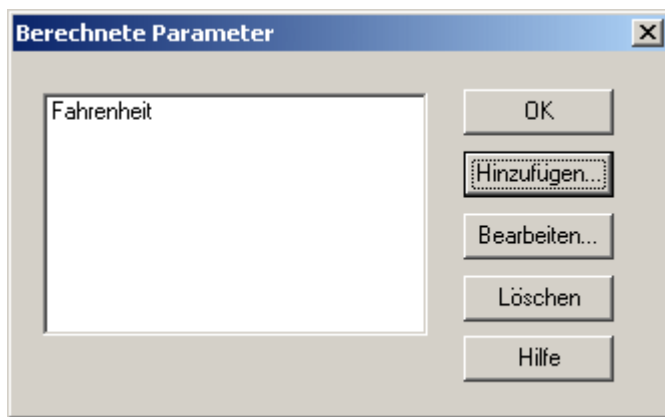 Berechnete Parameter
Fahrenheit
OK
Hinzufügen...
Bearbeiten...
Löschen
Hilfe